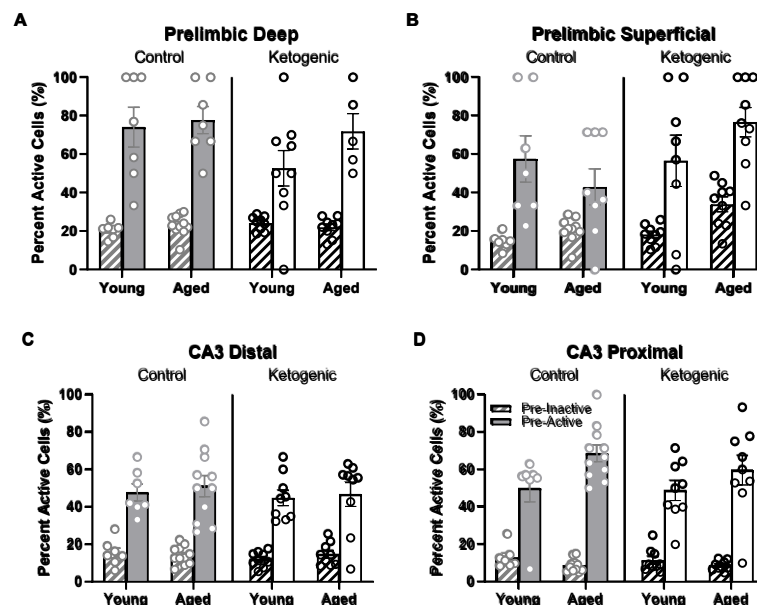 A
Prelimbic Deep
Control
Ketogenic
Percent Active Cells (%)
100
80
60
40
20
0
Young
Aged
Young
Aged
B
Prelimbic Superficial
Control
Ketogenic
Percent Active Cells (%)
100
80
60
40
20
0
Young
Aged
Young
Aged
C
CA3 Distal
Control
Ketogenic
Percent Active Cells (%)
100
80
60
40
20
0
Young
Aged
Young
Aged
D
CA3 Proximal
Control
Ketogenic
Percent Active Cells (%)
100
80
60
40
20
0
Pre-Inactive
Pre-Active
Young
Aged
Young
Aged